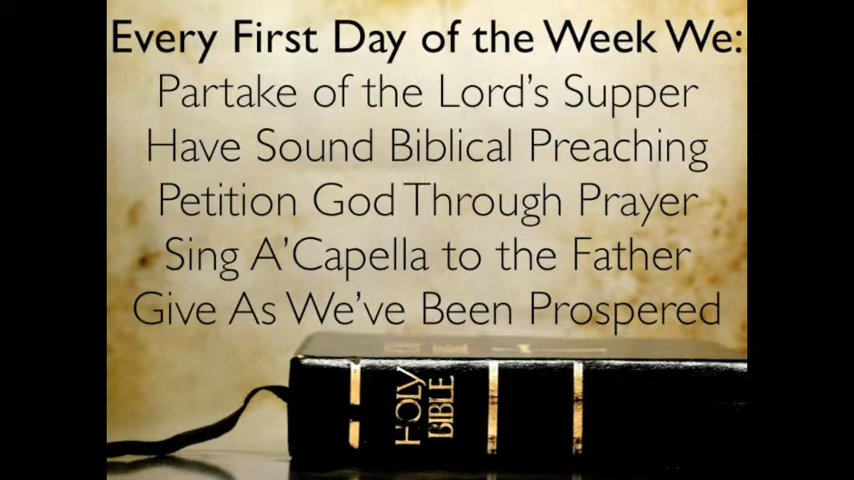 Every First Day of the Week We:
Partake of the Lord's Supper
Have Sound Biblical Preaching
Petition God Through Prayer
Sing A'Capella to the Father
Give As We've Been Prospered
HOLY
BIBLE